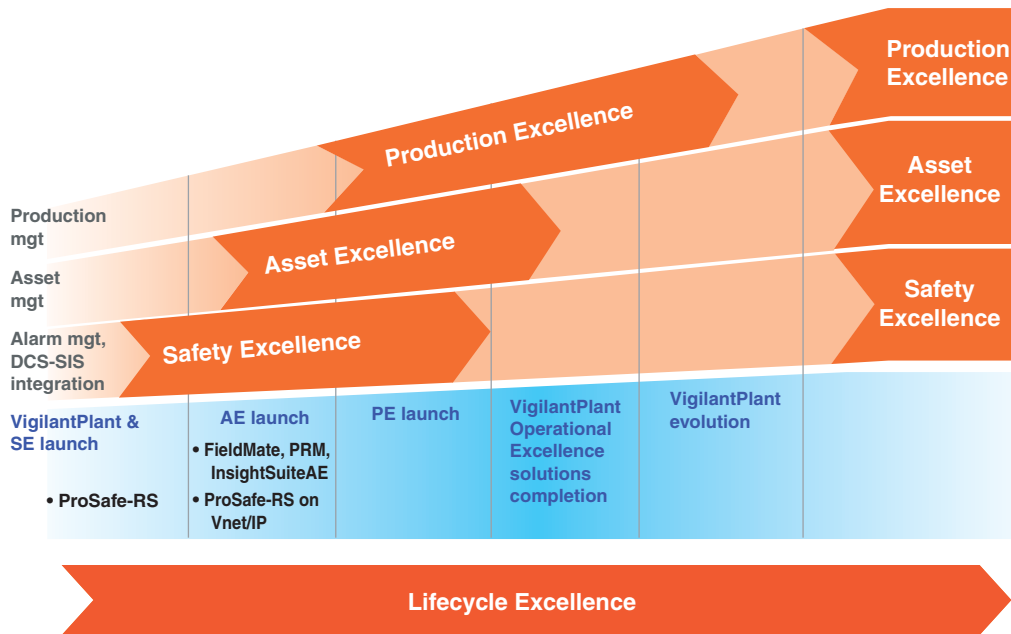 Production
Excellence
Production Excellence
Asset
Excellence
Production
mgt
Asset Excellence
Asset
mgt
Safety
Excellence
Alarm mgt,
DCS-SIS
integration
Safety Excellence
VigilantPlant &
SE launch
• ProSafe-RS
AE launch
• FieldMate, PRM,
InsightSuiteAE
• ProSafe-RS on
Vnet/IP
PE launch
VigilantPlant
Operational
Excellence
solutions
completion
VigilantPlant
evolution
Lifecycle Excellence